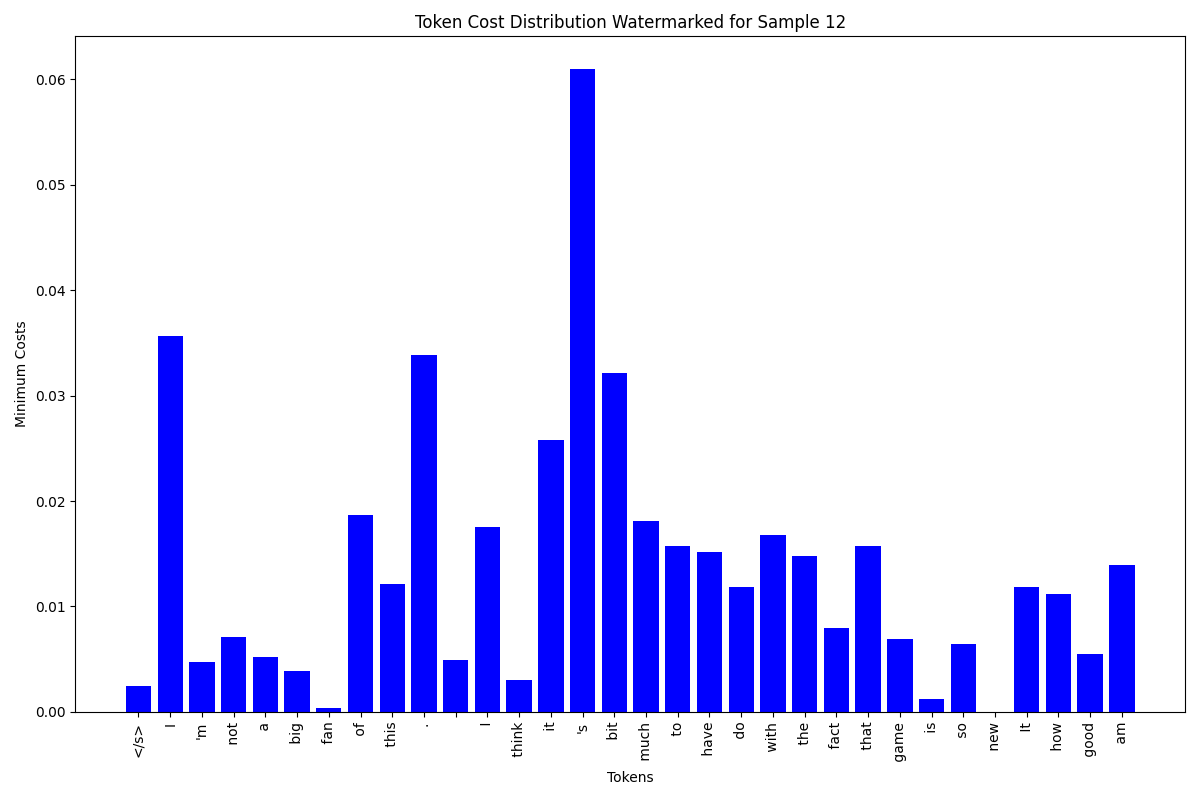 Token Cost Distribution Watermarked for Sample 12
Minimum Costs
0.06
0.05
0.04
0.03
0.02
0.01
0.00
</s>
I
'm
not
a
big
fan
of
this
.
I
think
it
's
bit
much
to
have
do
with
the
fact
that
game
is
so
new
It
how
good
am
Tokens